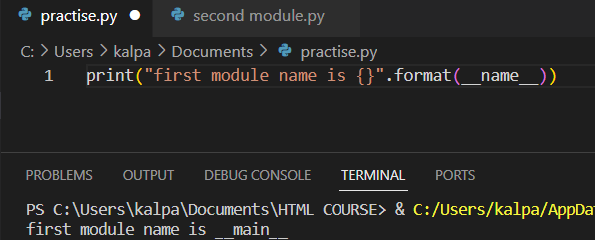 practise.py
second module.py
C: > Users > kalpa > Documents > practise.py
1 print("first module name is {}".format(__name__))
PROBLEMS OUTPUT DEBUG CONSOLE TERMINAL PORTS
PS C:\Users\kalpa\Documents\HTML COURSE> & C:/Users/kalpa/AppDa
first module name is __main__